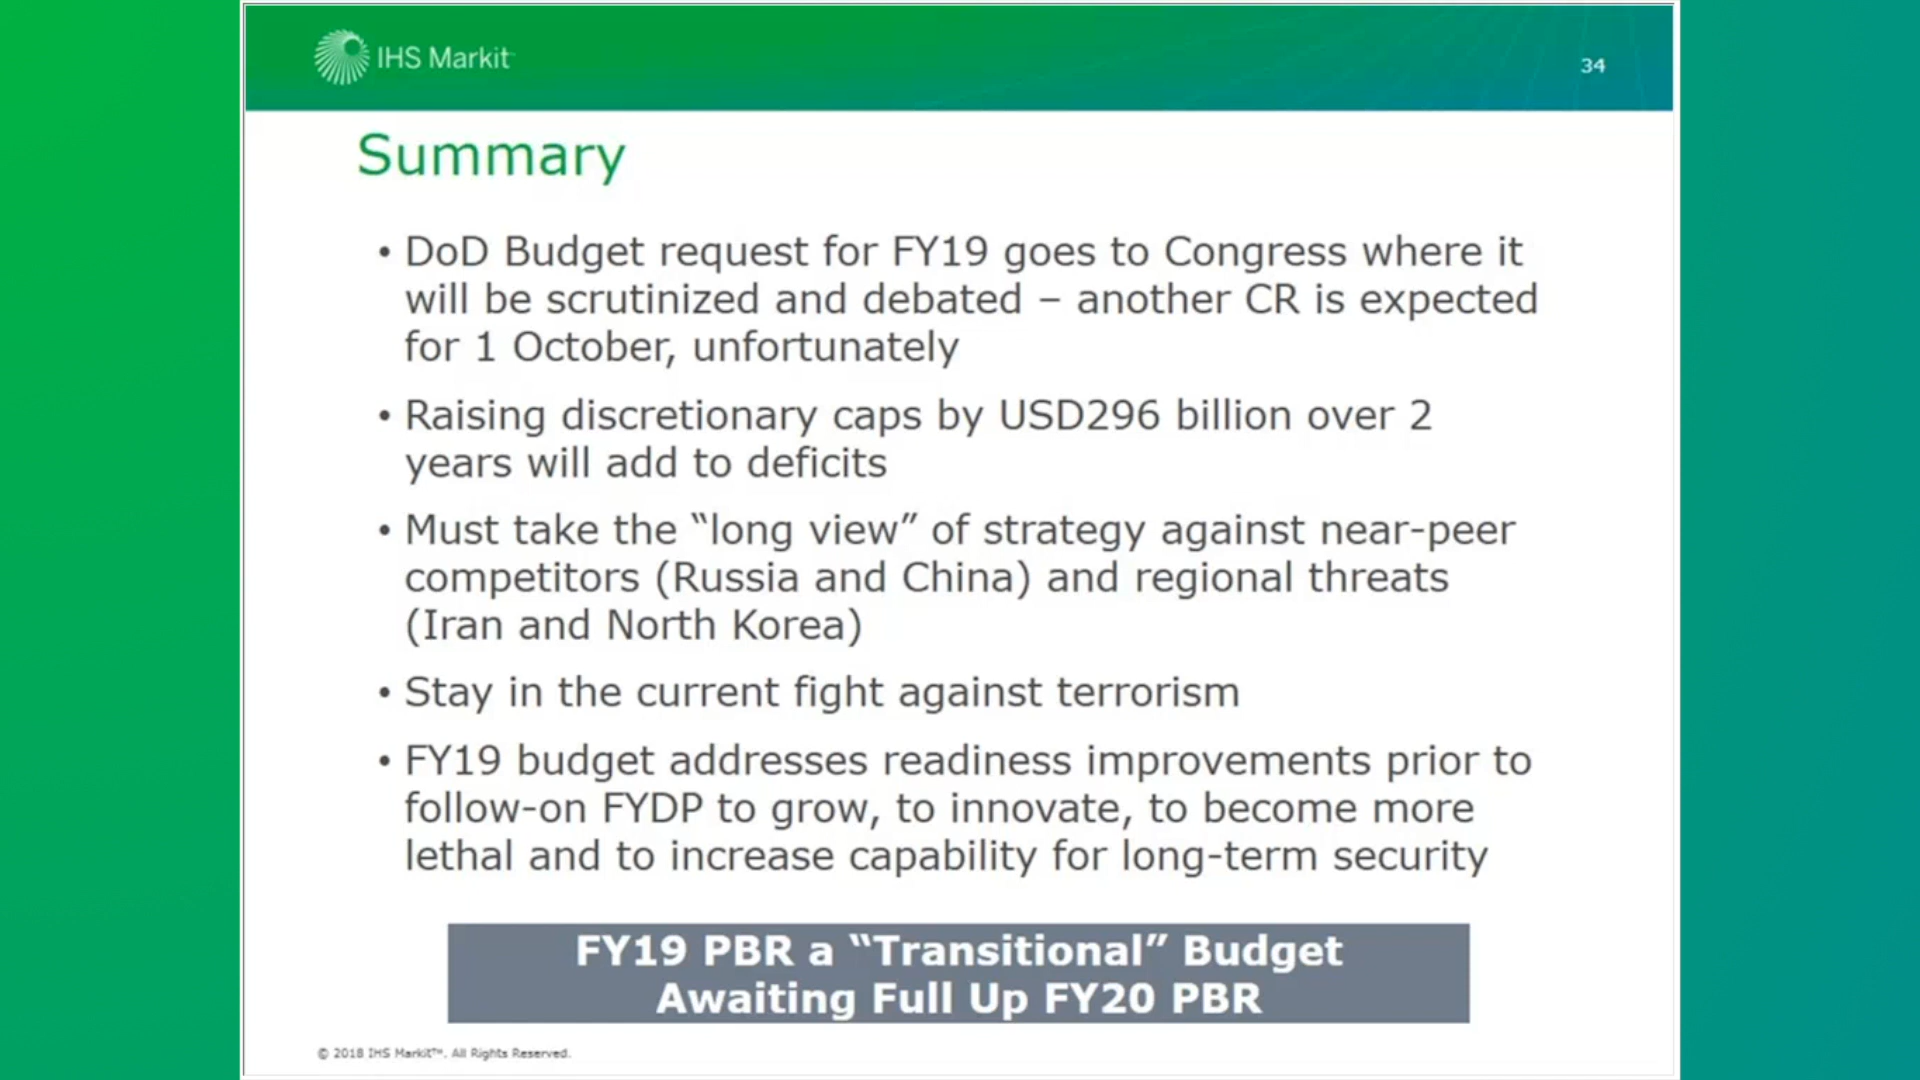 IHS Markit
34
Summary
• DoD Budget request for FY19 goes to Congress where it
will be scrutinized and debated – another CR is expected
for 1 October, unfortunately
• Raising discretionary caps by USD296 billion over 2
years will add to deficits
• Must take the “long view” of strategy against near-peer
competitors (Russia and China) and regional threats
(Iran and North Korea)
• Stay in the current fight against terrorism
• FY19 budget addresses readiness improvements prior to
follow-on FYDP to grow, to innovate, to become more
lethal and to increase capability for long-term security
FY19 PBR a “Transitional” Budget
Awaiting Full Up FY20 PBR
© 2018 IHS Markit™. All Rights Reserved.